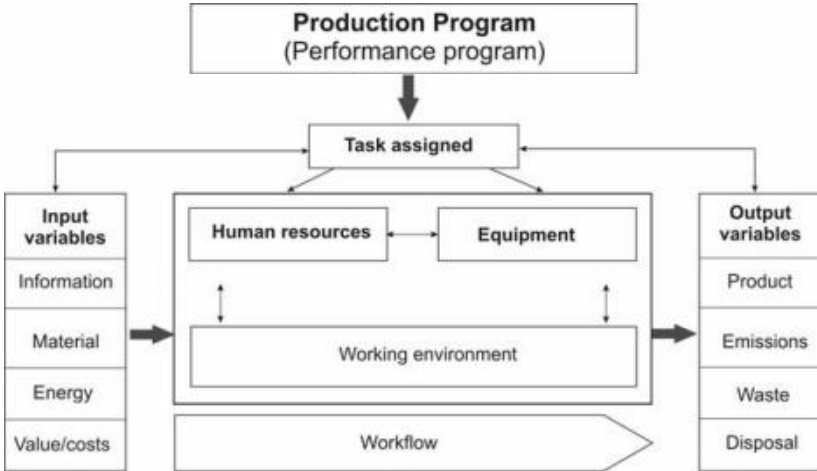 Production Program
(Performance program)
Task assigned
Input
variables
Information
Material
Energy
Value/costs
Human resources
Equipment
Working environment
Workflow
Output
variables
Product
Emissions
Waste
Disposal